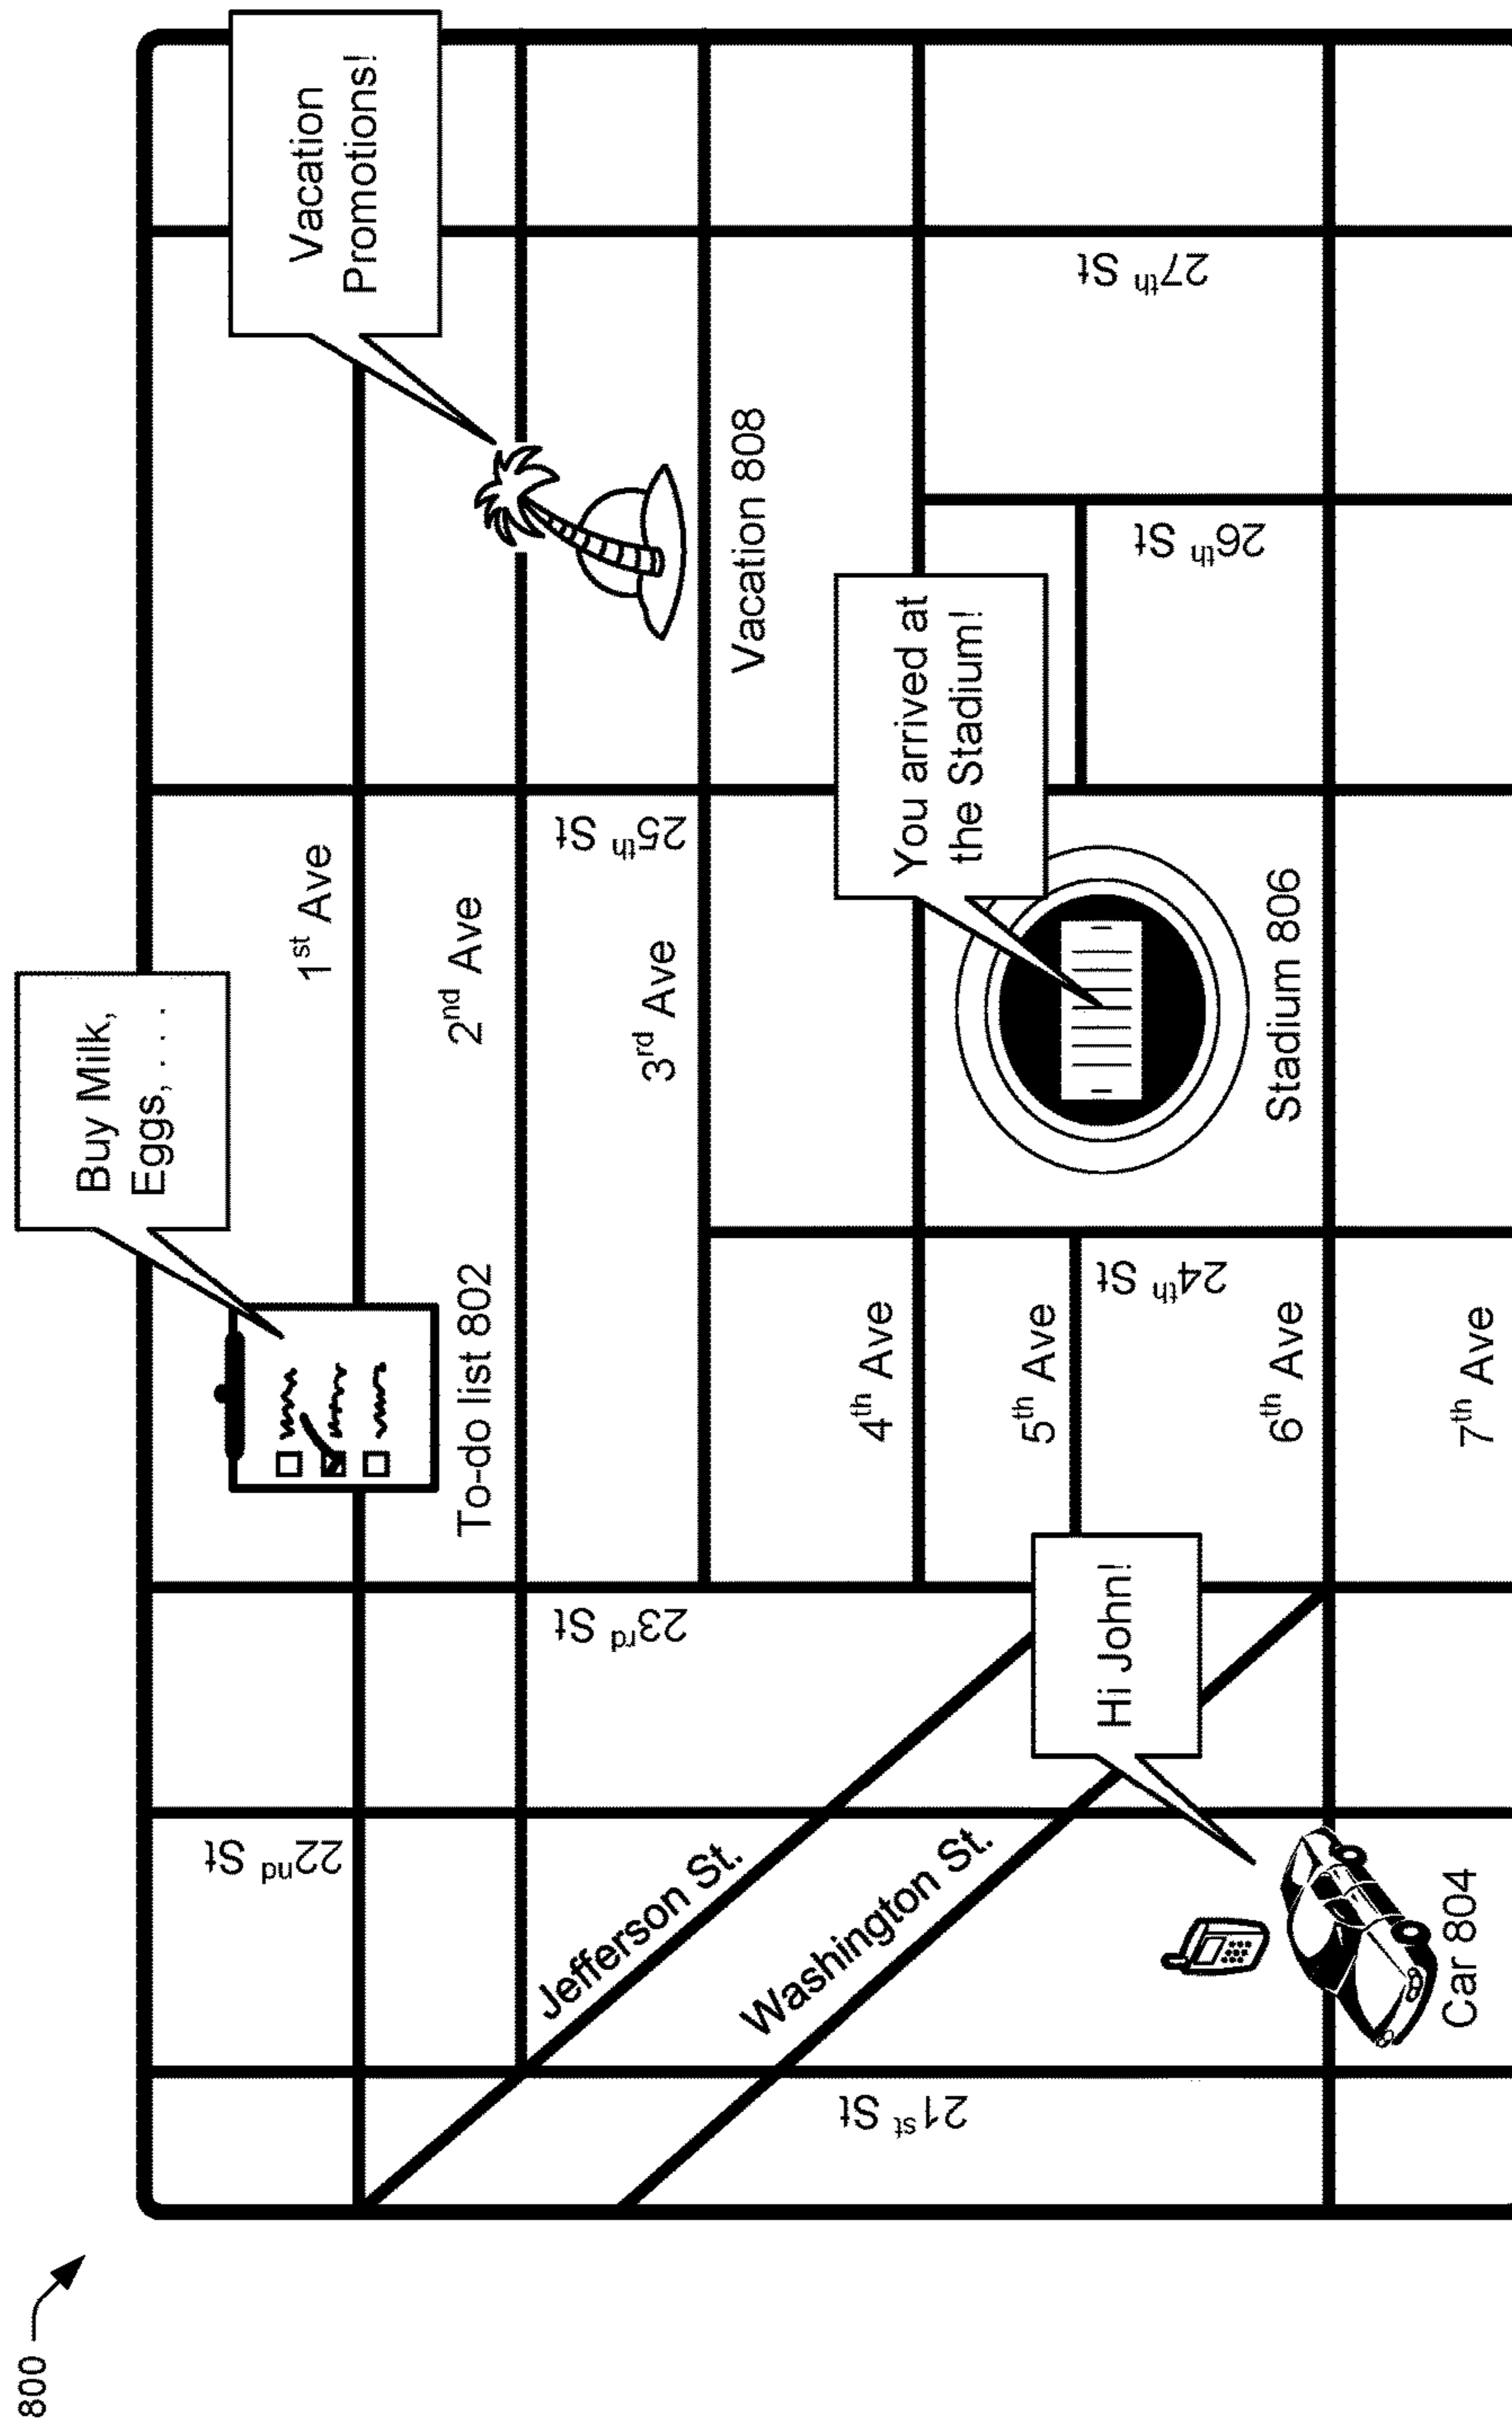 800
Buy Milk,
Eggs, . . .
Vacation
Promotions!
1st Ave
To-do list 802
2nd Ave
22nd St
23rd St
25th St
3rd Ave
Vacation 808
Jefferson St.
You arrived at
the Stadium!
4th Ave
Washington St.
21st St
5th Ave
Hi John!
24th St
26th St
27th St
Stadium 806
6th Ave
Car 804
7th Ave